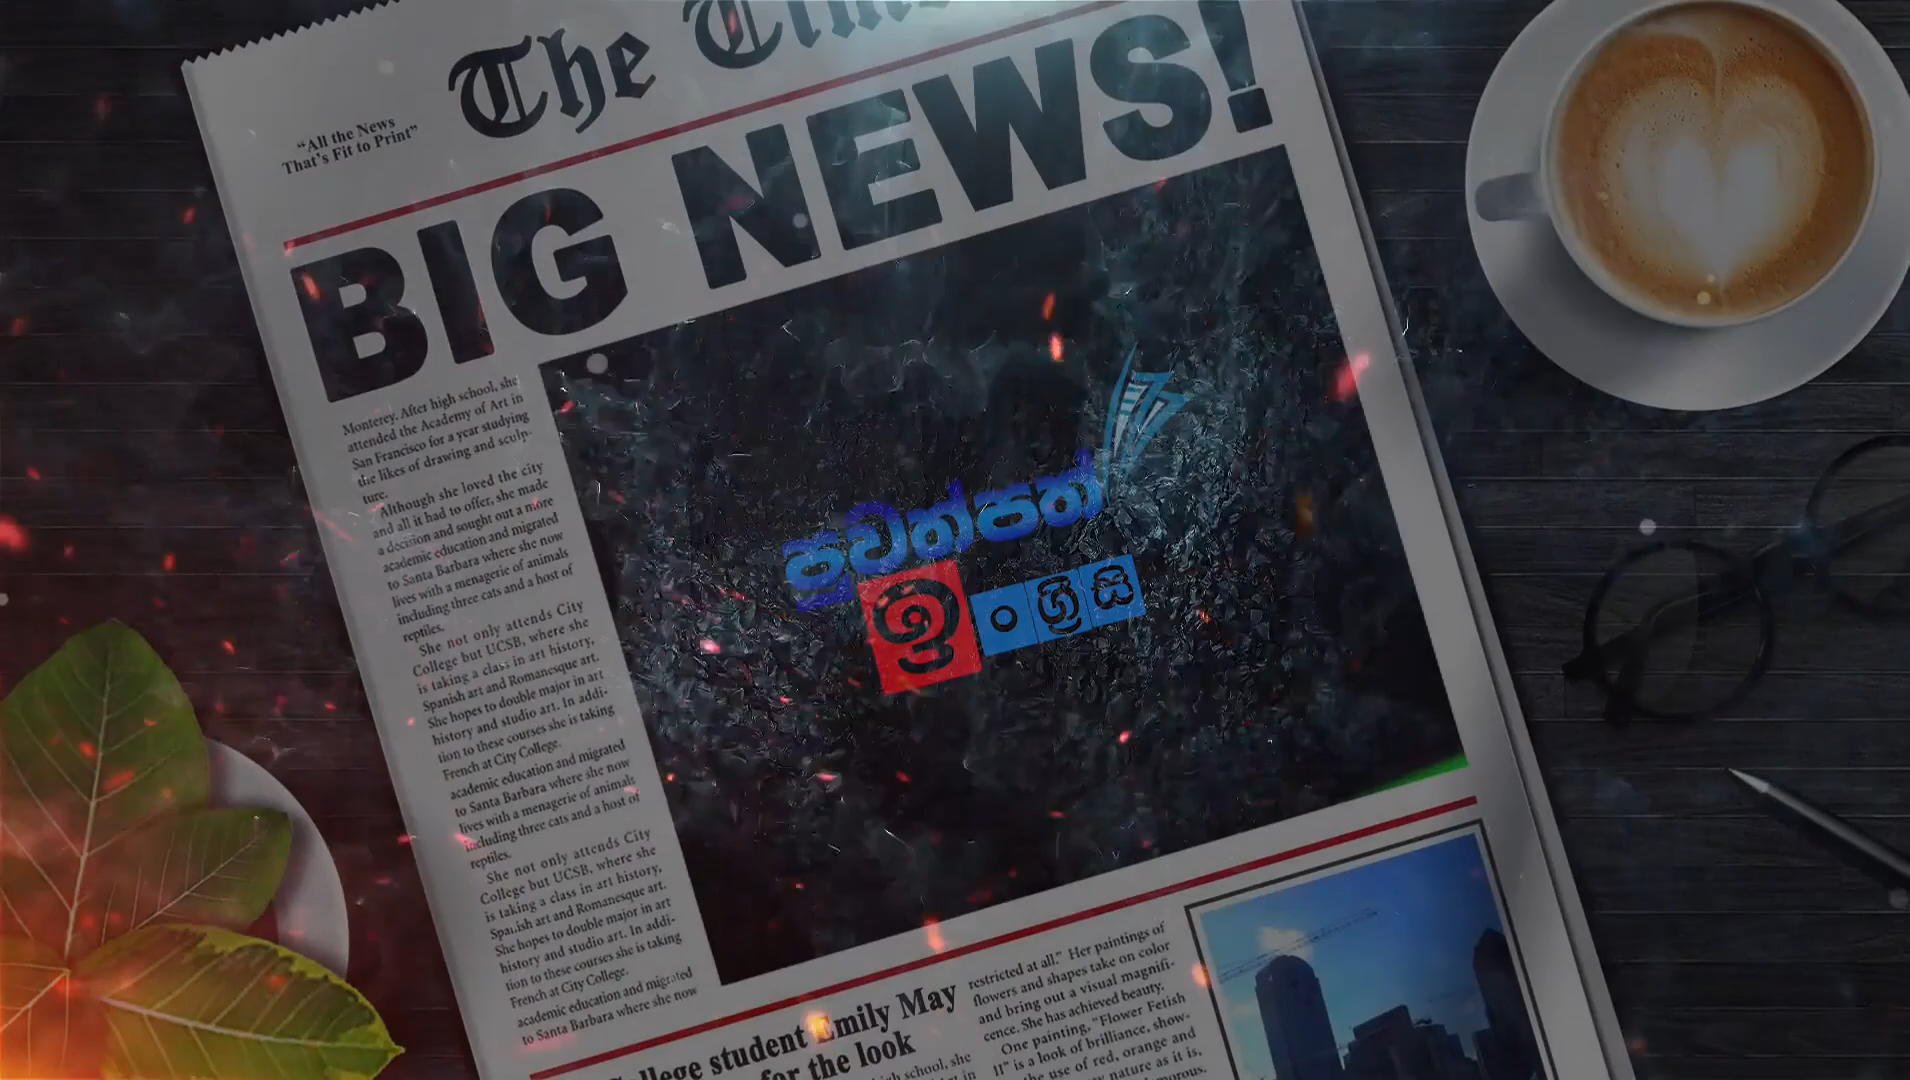 The
"All the News
That's Fit to Print"
BIG NEWS!
Monterey. After high school, she
attended the Academy of Art in
San Francisco for a year studying
the likes of drawing and sculp-
ture.
Although she loved the city
and all it had to offer, she made
a decision and sought out a more
academic education and migrated
to Santa Barbara where she now
lives with a menagerie of animals
including three cats and a host of
reptiles.
She not only attends City
College but UCSB, where she
is taking a class in art history,
Spanish art and Romanesque art.
She hopes to double major in art
history and studio art. In addi-
tion to these courses she is taking
French at City College.
academic education and migrated
to Santa Barbara where she now
lives with a menagerie of animals
including three cats and a host of
reptiles.
She not only attends City
College but UCSB, where she
is taking a class in art history,
Spanish art and Romanesque art.
She hopes to double major in art
history and studio art. In addi-
tion to these courses she is taking
French at City College.
academic education and migrated
to Santa Barbara where she now
පුවත්පත්
ඉංග්‍රීසි
College student Emily May
for the look
high school, she
restricted at all." Her paintings of
flowers and shapes take on color
and bring out a visual magnifi-
cence. She has achieved beauty.
One painting, "Flower Fetish
II" is a look of brilliance, show-
the use of red, orange and
nature as it is,